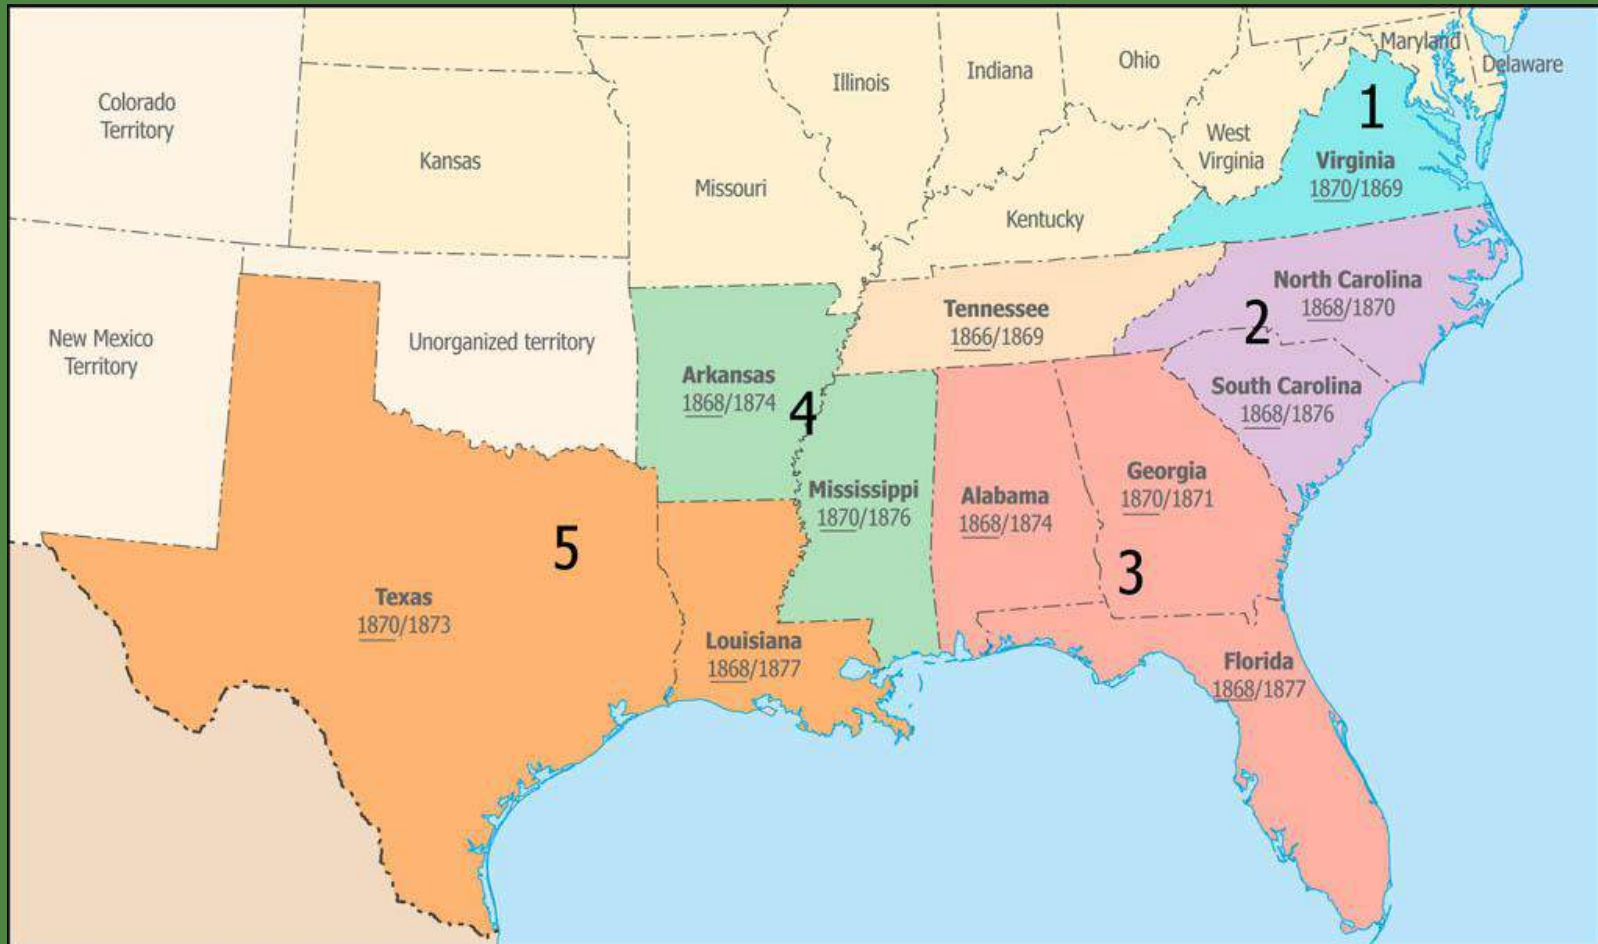 Maryland
Delaware
Ohio
Indiana
Illinois
Colorado
Territory
1
West
Virginia
Virginia
1870/1869
Kansas
Missouri
Kentucky
North Carolina
1868/1870
2
Tennessee
1866/1869
New Mexico
Territory
Unorganized territory
Arkansas
1868/1874
4
South Carolina
1868/1876
Georgia
1870/1871
Mississippi
1870/1876
Alabama
1868/1874
5
3
Texas
1870/1873
Louisiana
1868/1877
Florida
1868/1877